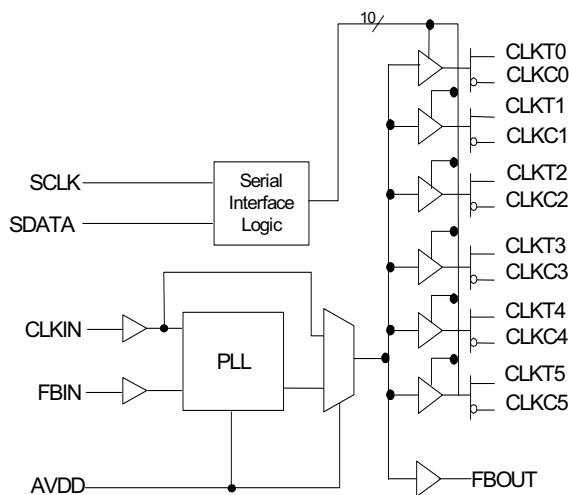 10
CLKT0
CLKC0
CLKT1
CLKC1
CLKT2
CLKC2
CLKT3
CLKC3
CLKT4
CLKC4
CLKT5
CLKC5
SCLK
SDATA
Serial
Interface
Logic
CLKIN
FBIN
PLL
AVDD
FBOUT